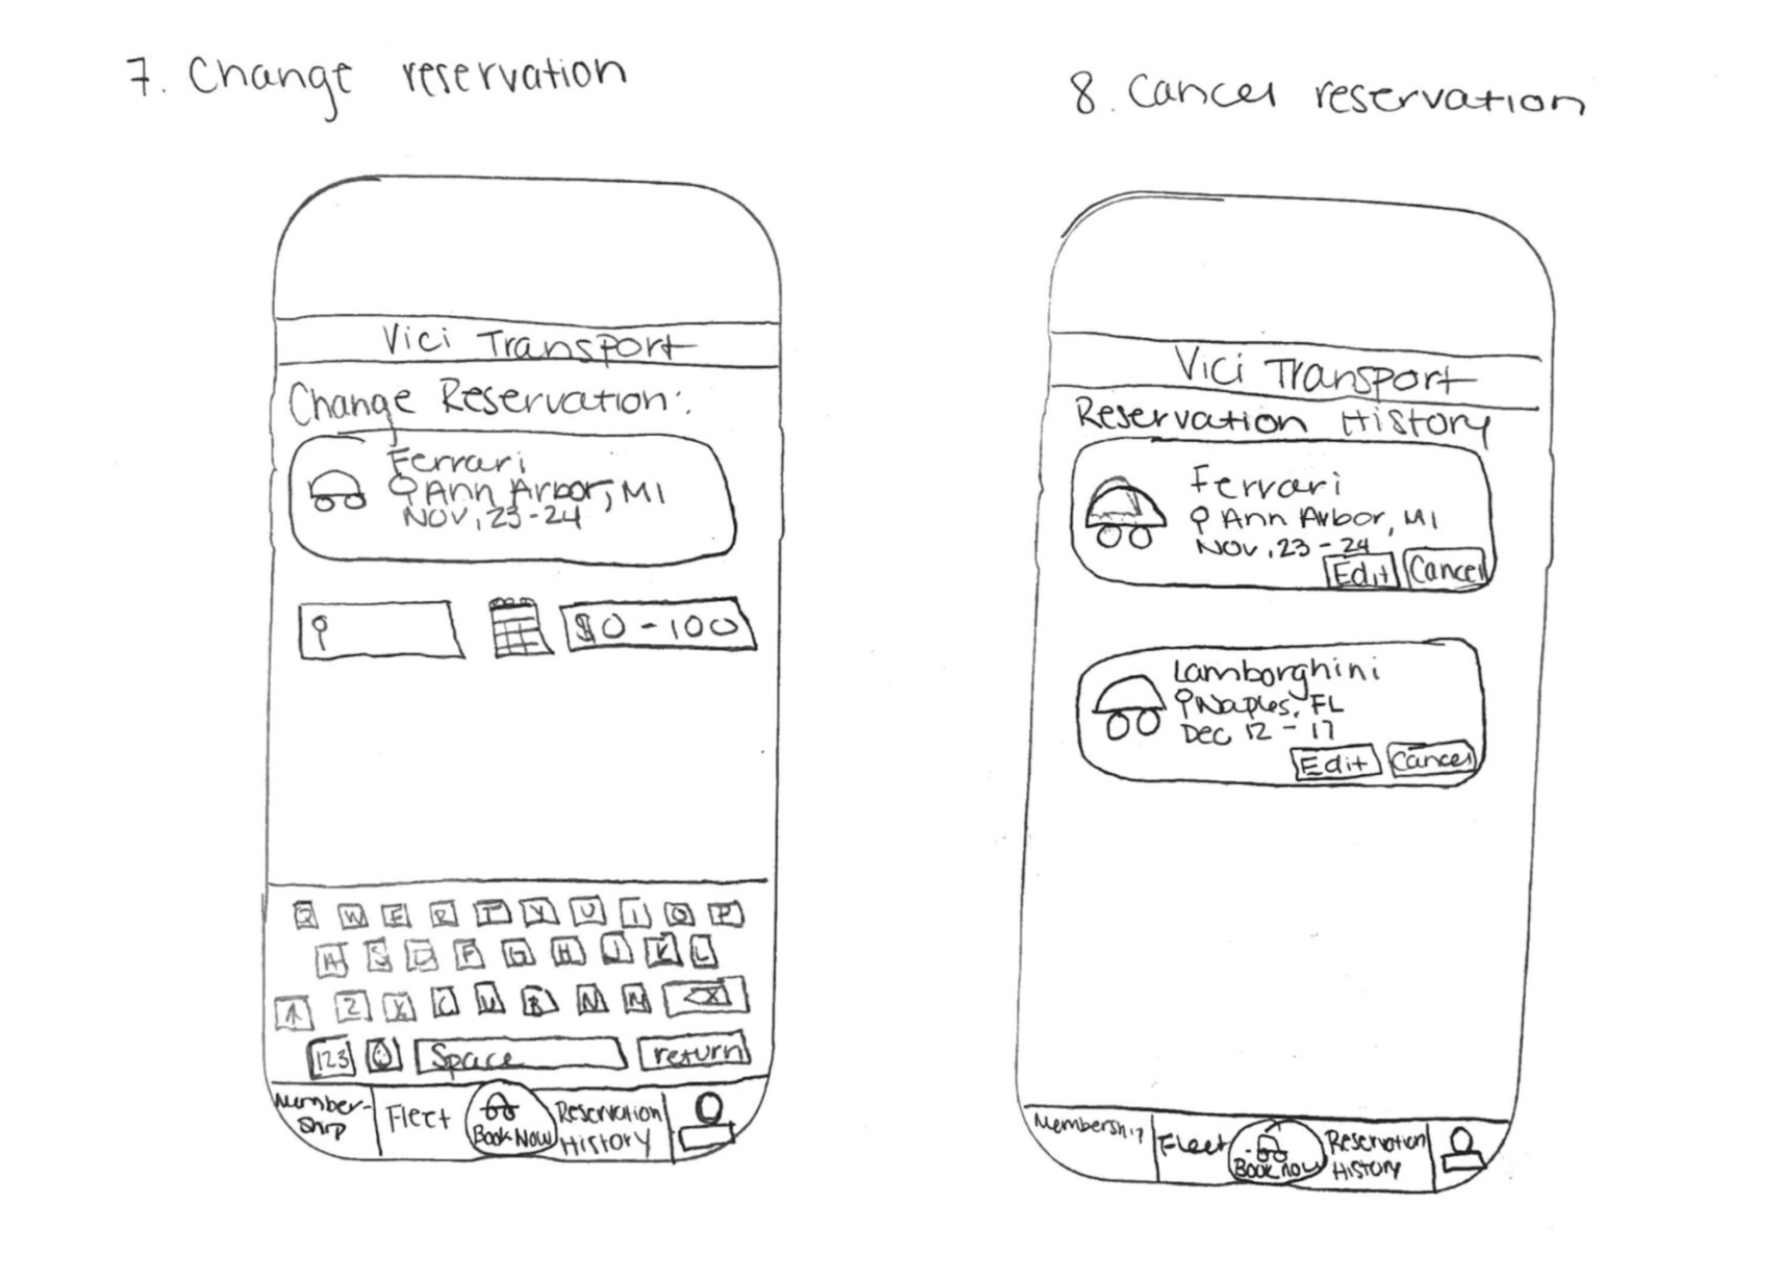 7. Change reservation
Vici Transport
Change Reservation:
Ferrari
Ann Arbor, MI
Nov, 23-24
$0-100
Q W E R T Y U I O P
A S D F G H J K L
Z X C V B N M
123 Space return
Member-
ship
Fleet
Book Now
Reservation
History
8. Cancel reservation
Vici Transport
Reservation History
Ferrari
Ann Arbor, MI
Nov, 23-24
Edit Cancel
Lamborghini
Naples, FL
Dec 12-17
Edit Cancel
Membership
Fleet
Book now
Reservation
History